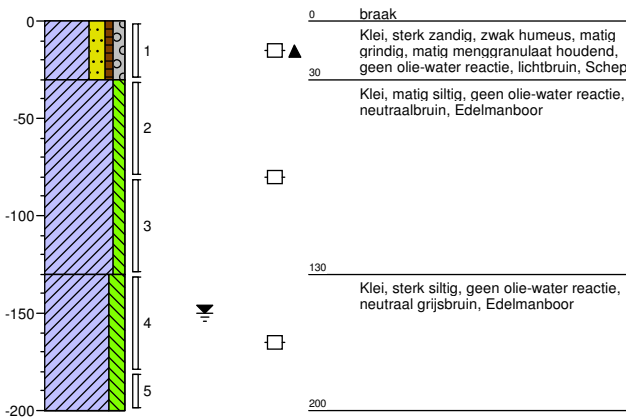 0
-50
-100
-150
-200
1
2
3
4
5
0
braak
Klei, sterk zandig, zwak humeus, matig
grindig, matig menggranulaat houdend,
geen olie-water reactie, lichtbruin, Schep
30
Klei, matig siltig, geen olie-water reactie,
neutraalbruin, Edelmanboor
130
Klei, sterk siltig, geen olie-water reactie,
neutraal grijsbruin, Edelmanboor
200